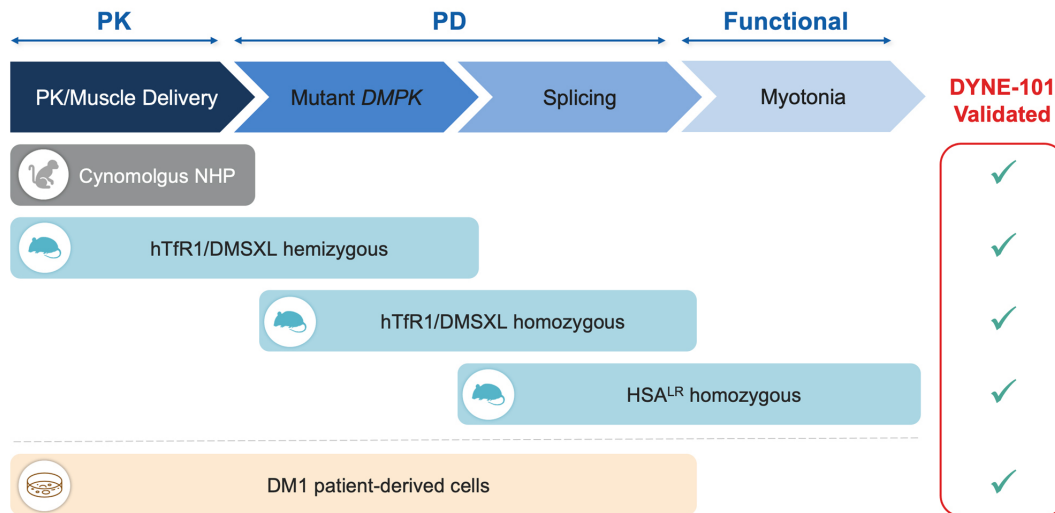 PK
PD
Functional
PK/Muscle Delivery
Mutant DMPK
Splicing
Myotonia
DYNE-101
Validated
Cynomolgus NHP
hTfR1/DMSXL hemizygous
hTfR1/DMSXL homozygous
HSALR homozygous
DM1 patient-derived cells